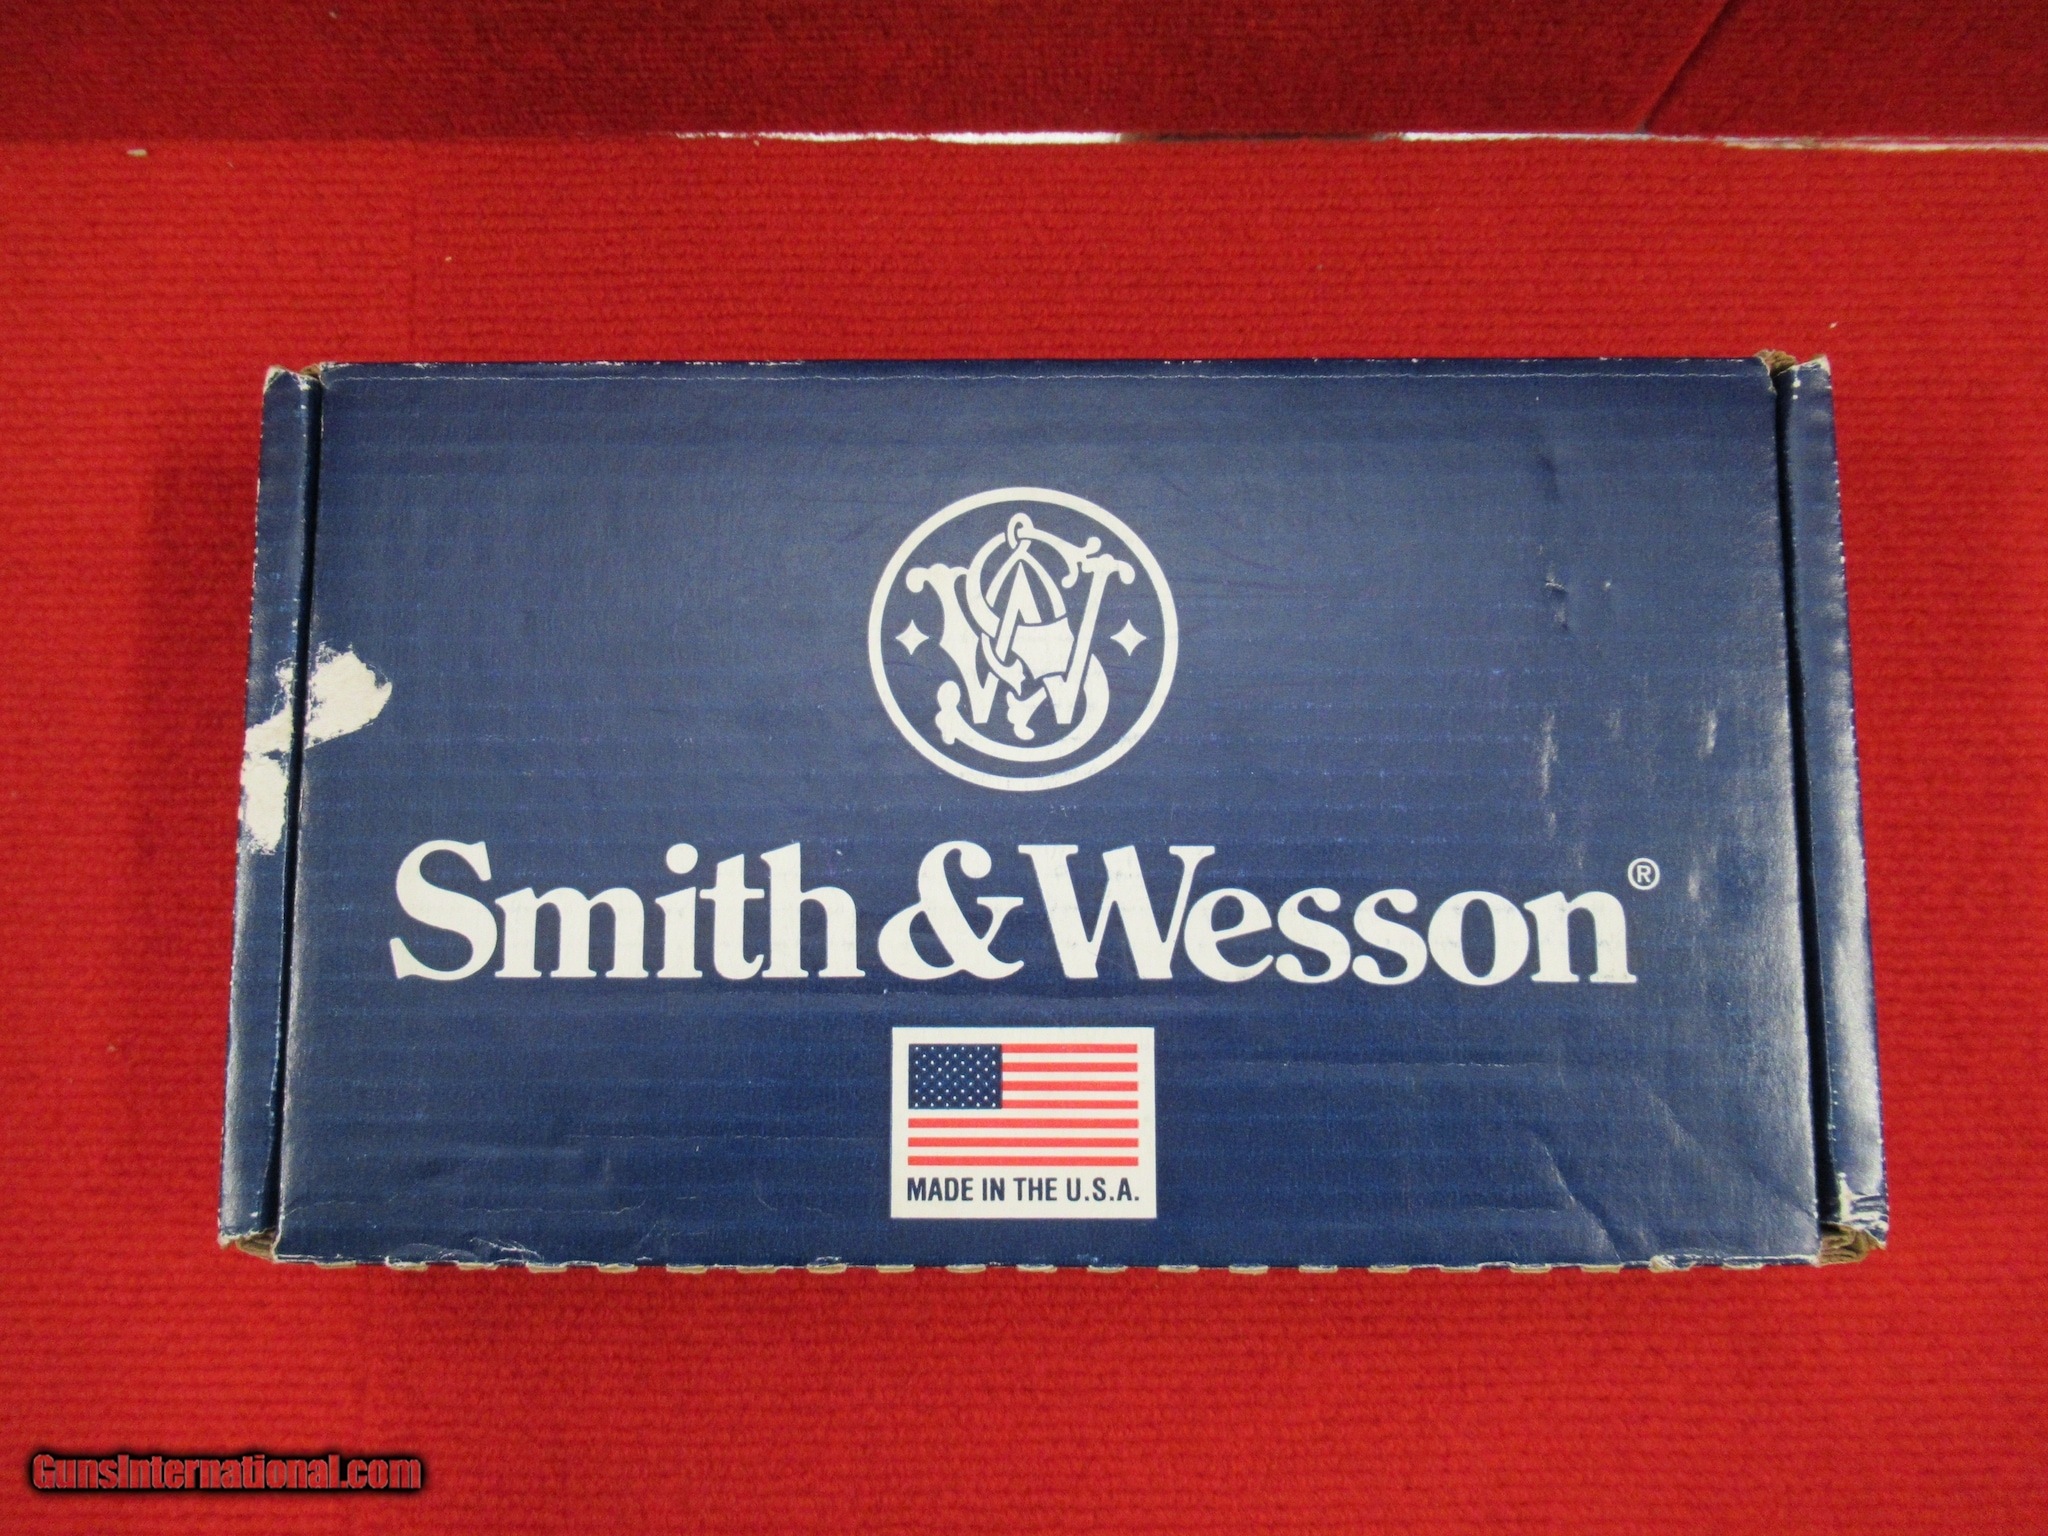 Smith & Wesson®
MADE IN THE U.S.A.
GunsInternational.com